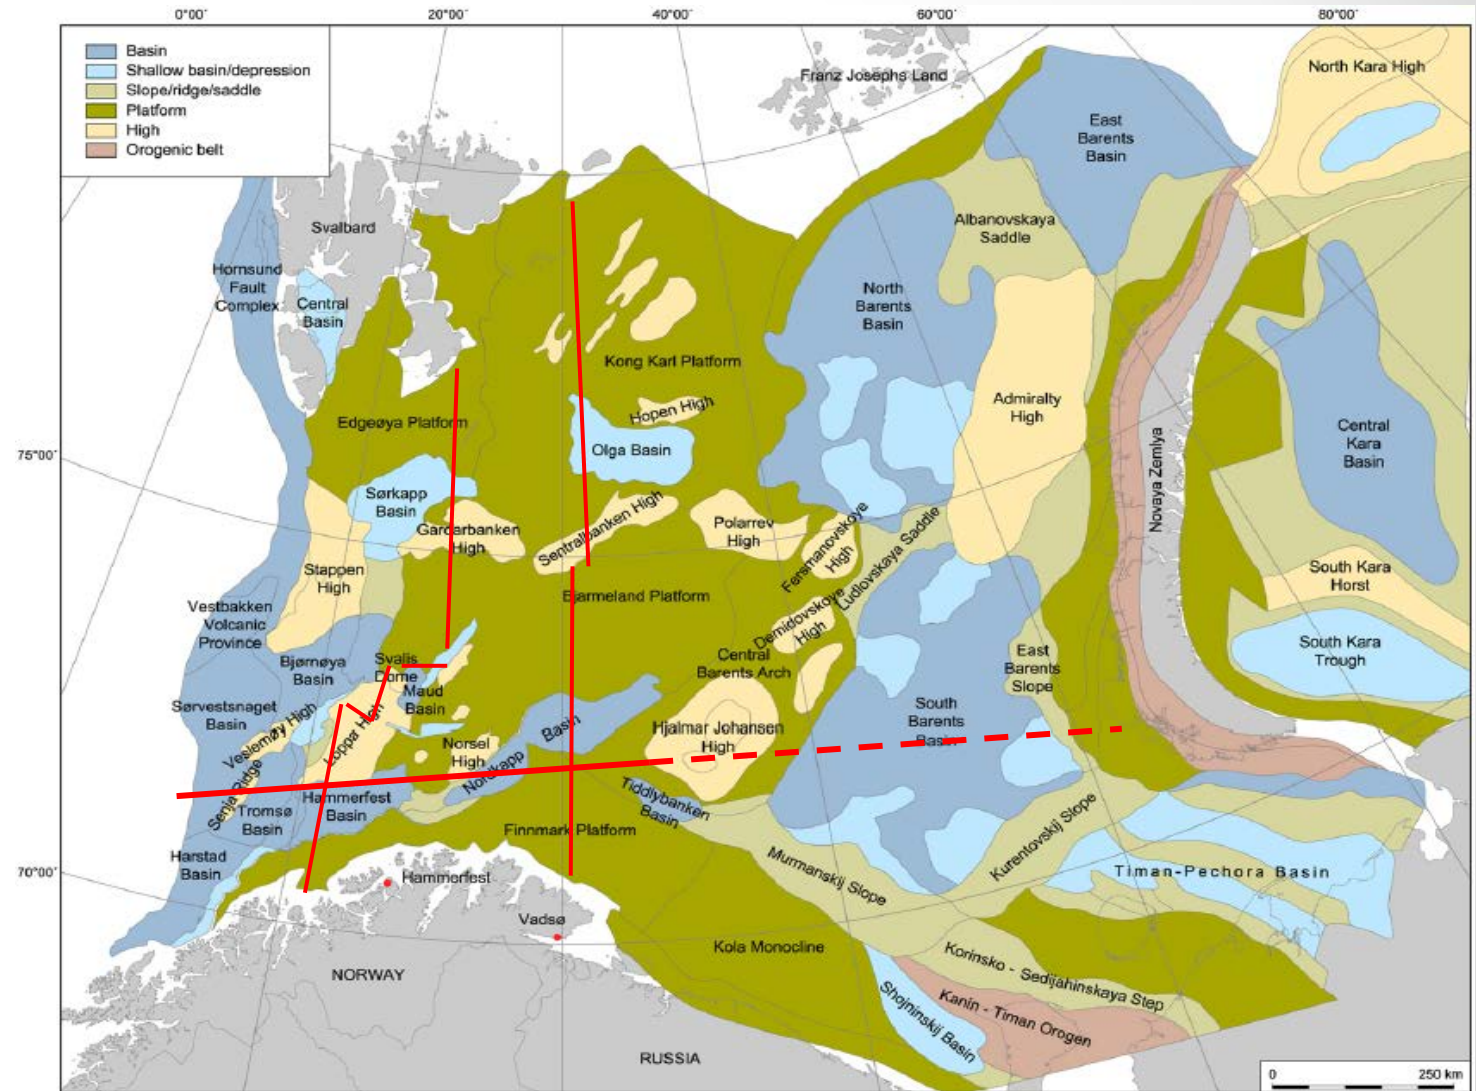 0°00'
20°00'
40°00'
60°00'
80°00'
Basin
Shallow basin/depression
Slope/ridge/saddle
Platform
High
Orogenic belt
Franz Josephs Land
North Kara High
East
Barents
Basin
Svalbard
Albanovskaya
Saddle
Hornsund
Fault
Complex
Central
Basin
North
Barents
Basin
Kong Karl Platform
Hopen High
Admiralty
High
Edgeøya Platform
Olga Basin
Central
Kara
Basin
75°00'
Novaya Zemlya
Sørkapp
Basin
Gardarbanken
High
Sentralbanken High
Polarrev
High
Fersmanovskoye
High
Ludlovskaya Saddle
Stappen
High
South Kara
Horst
Bjarmeland Platform
Vestbakken
Volcanic
Province
Demidovskoye
High
South Kara
Trough
Bjørnøya
Basin
Svalis
Dome
Central
Barents Arch
East
Barents
Slope
Maud
Basin
Sørvestsnaget
Basin
Veslemøy High
Loppa High
South
Barents
Basin
Hjalmar Johansen
High
Norsel
High
Nordkapp
Basin
Senja Ridge
Hammerfest
Basin
Tromsø
Basin
Tiddlybanken
Basin
Finnmark Platform
Kurentovskij Slope
Harstad
Basin
70°00'
Murmanskij Slope
Timan-Pechora Basin
Hammerfest
Vadsø
Kola Monocline
NORWAY
Korinsko - Sedijahinskaya Step
Kanin - Timan Orogen
Shojninskij Basin
RUSSIA
0
250 km